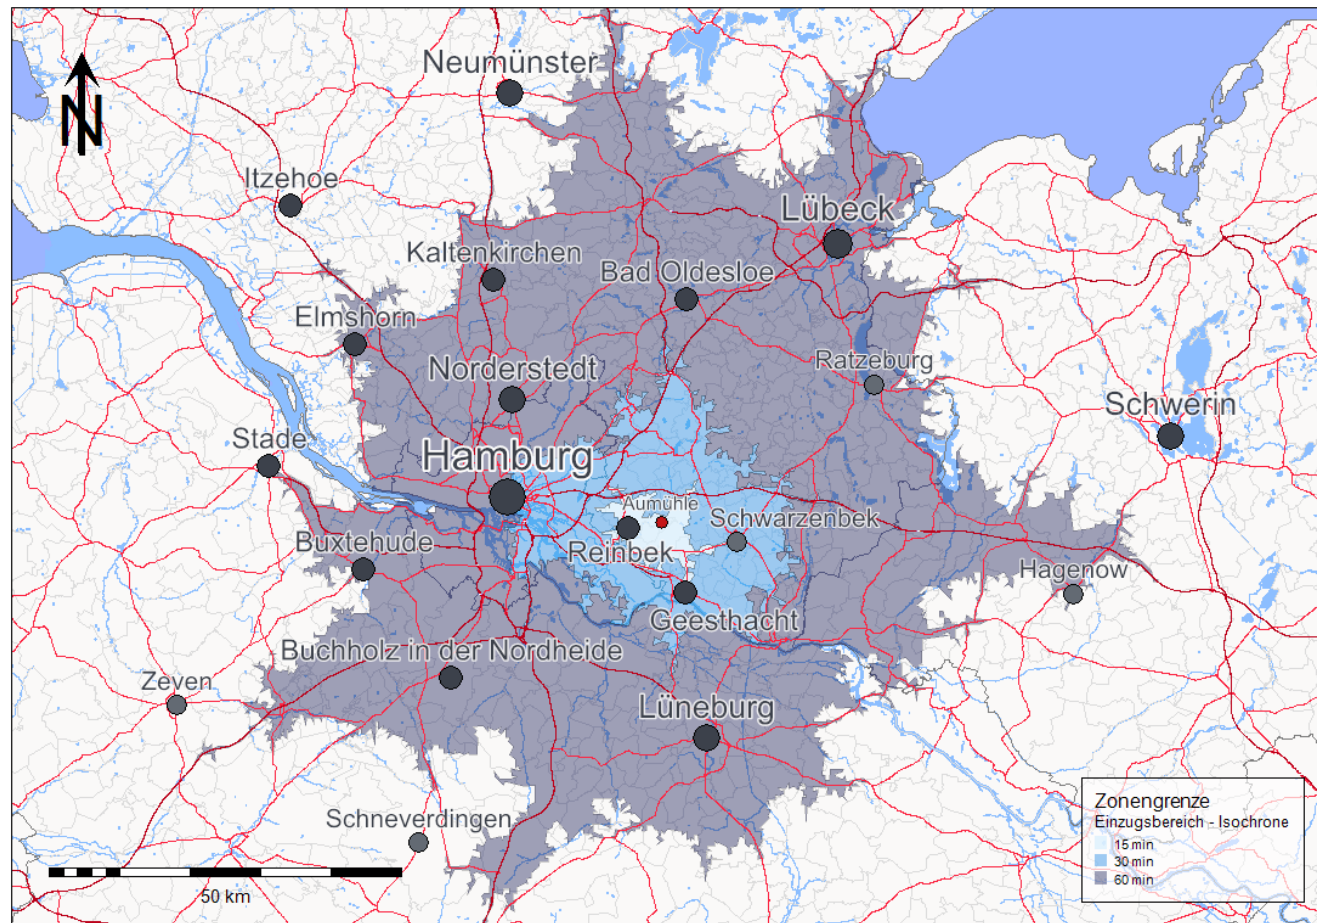 Neumünster
N
Itzehoe
Lübeck
Kaltenkirchen
Bad Oldesloe
Elmshorn
Ratzeburg
Norderstedt
Schwerin
Stade
Hamburg
Aumühle
Schwarzenbek
Buxtehude
Reinbek
Hagenow
Geesthacht
Buchholz in der Nordheide
Zeven
Lüneburg
Schneverdingen
50 km
Zonengrenze
Einzugsbereich - Isochrone
15 min
30 min
60 min